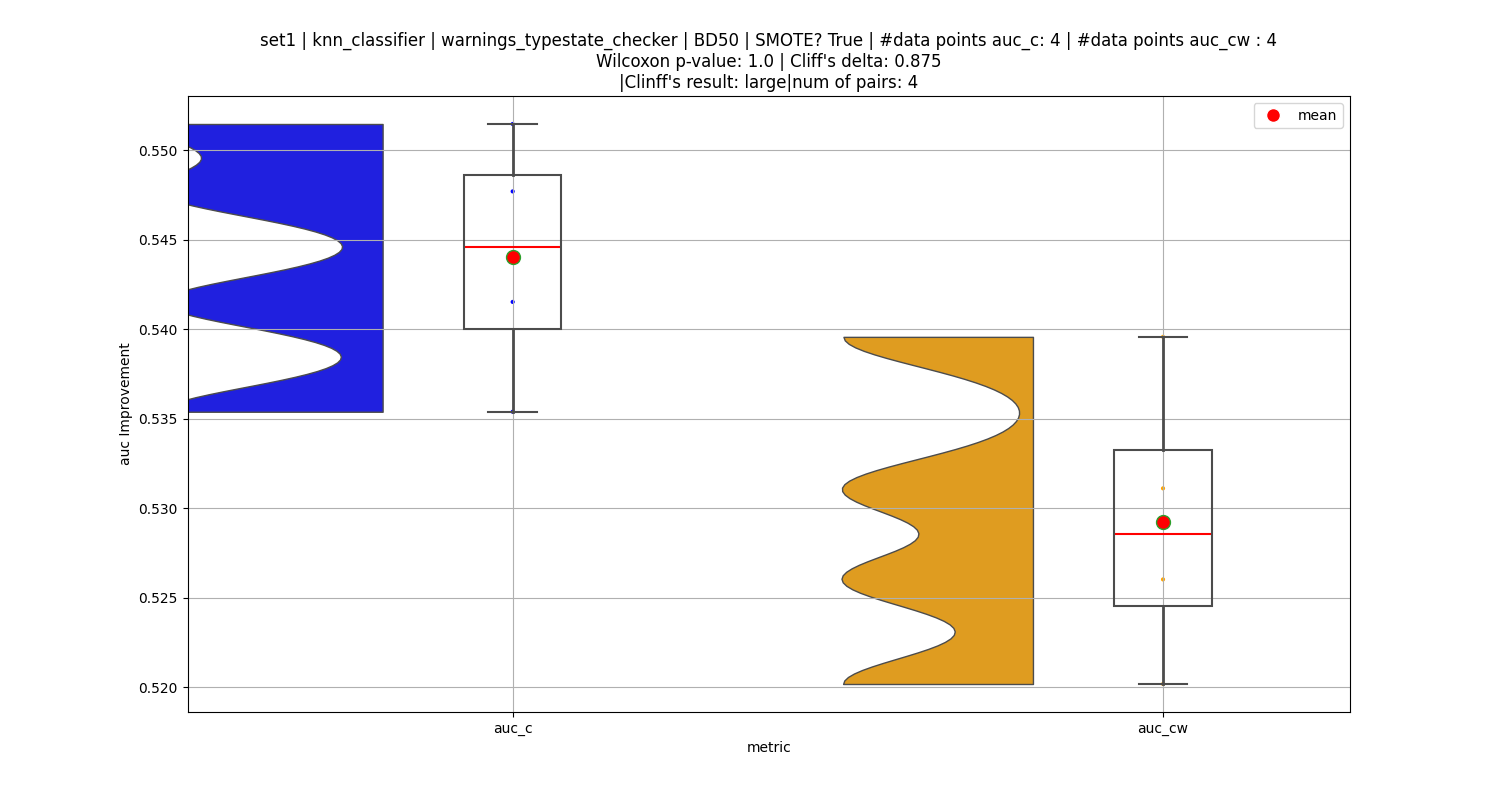 set1 | knn_classifier | warnings_typestate_checker | BD50 | SMOTE? True | #data points auc_c: 4 | #data points auc_cw : 4
Wilcoxon p-value: 1.0 | Cliff's delta: 0.875
|Clinff's result: large|num of pairs: 4
mean
0.550
0.545
0.540
0.535
0.530
0.525
0.520
auc Improvement
auc_c
auc_cw
metric